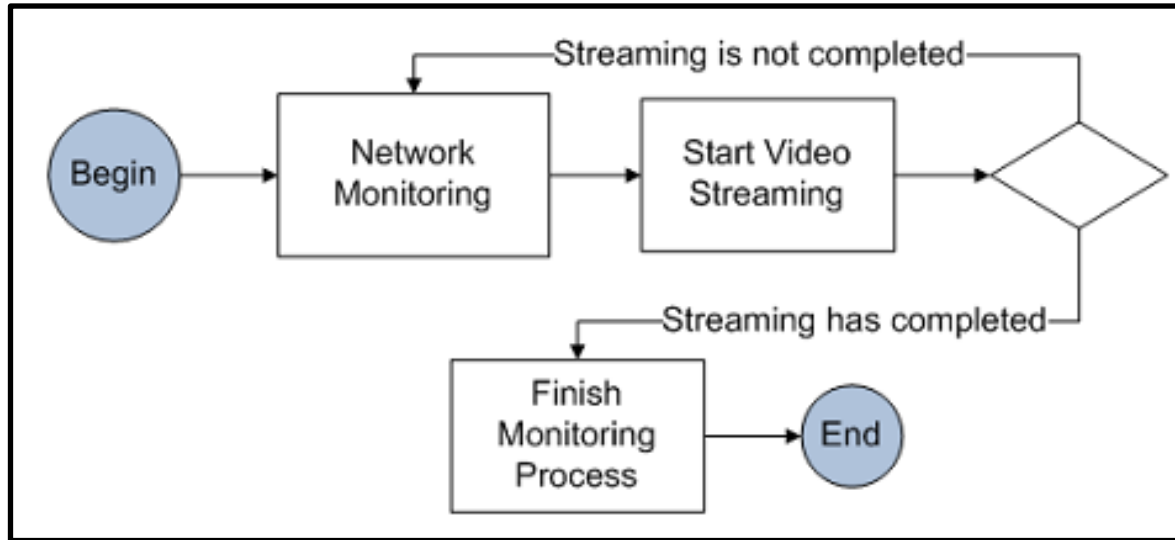 Streaming is not completed
Begin
Network
Monitoring
Start Video
Streaming
Streaming has completed
Finish
Monitoring
Process
End